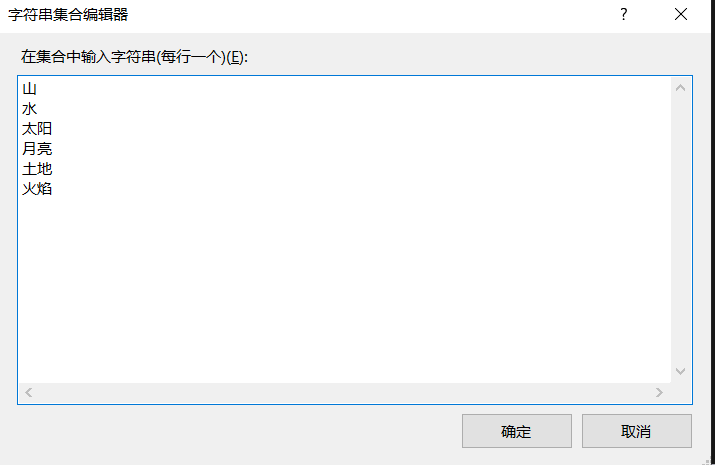 字符串集合编辑器
?
在集合中输入字符串(每行一个)(E):
山
水
太阳
月亮
土地
火焰
确定 取消